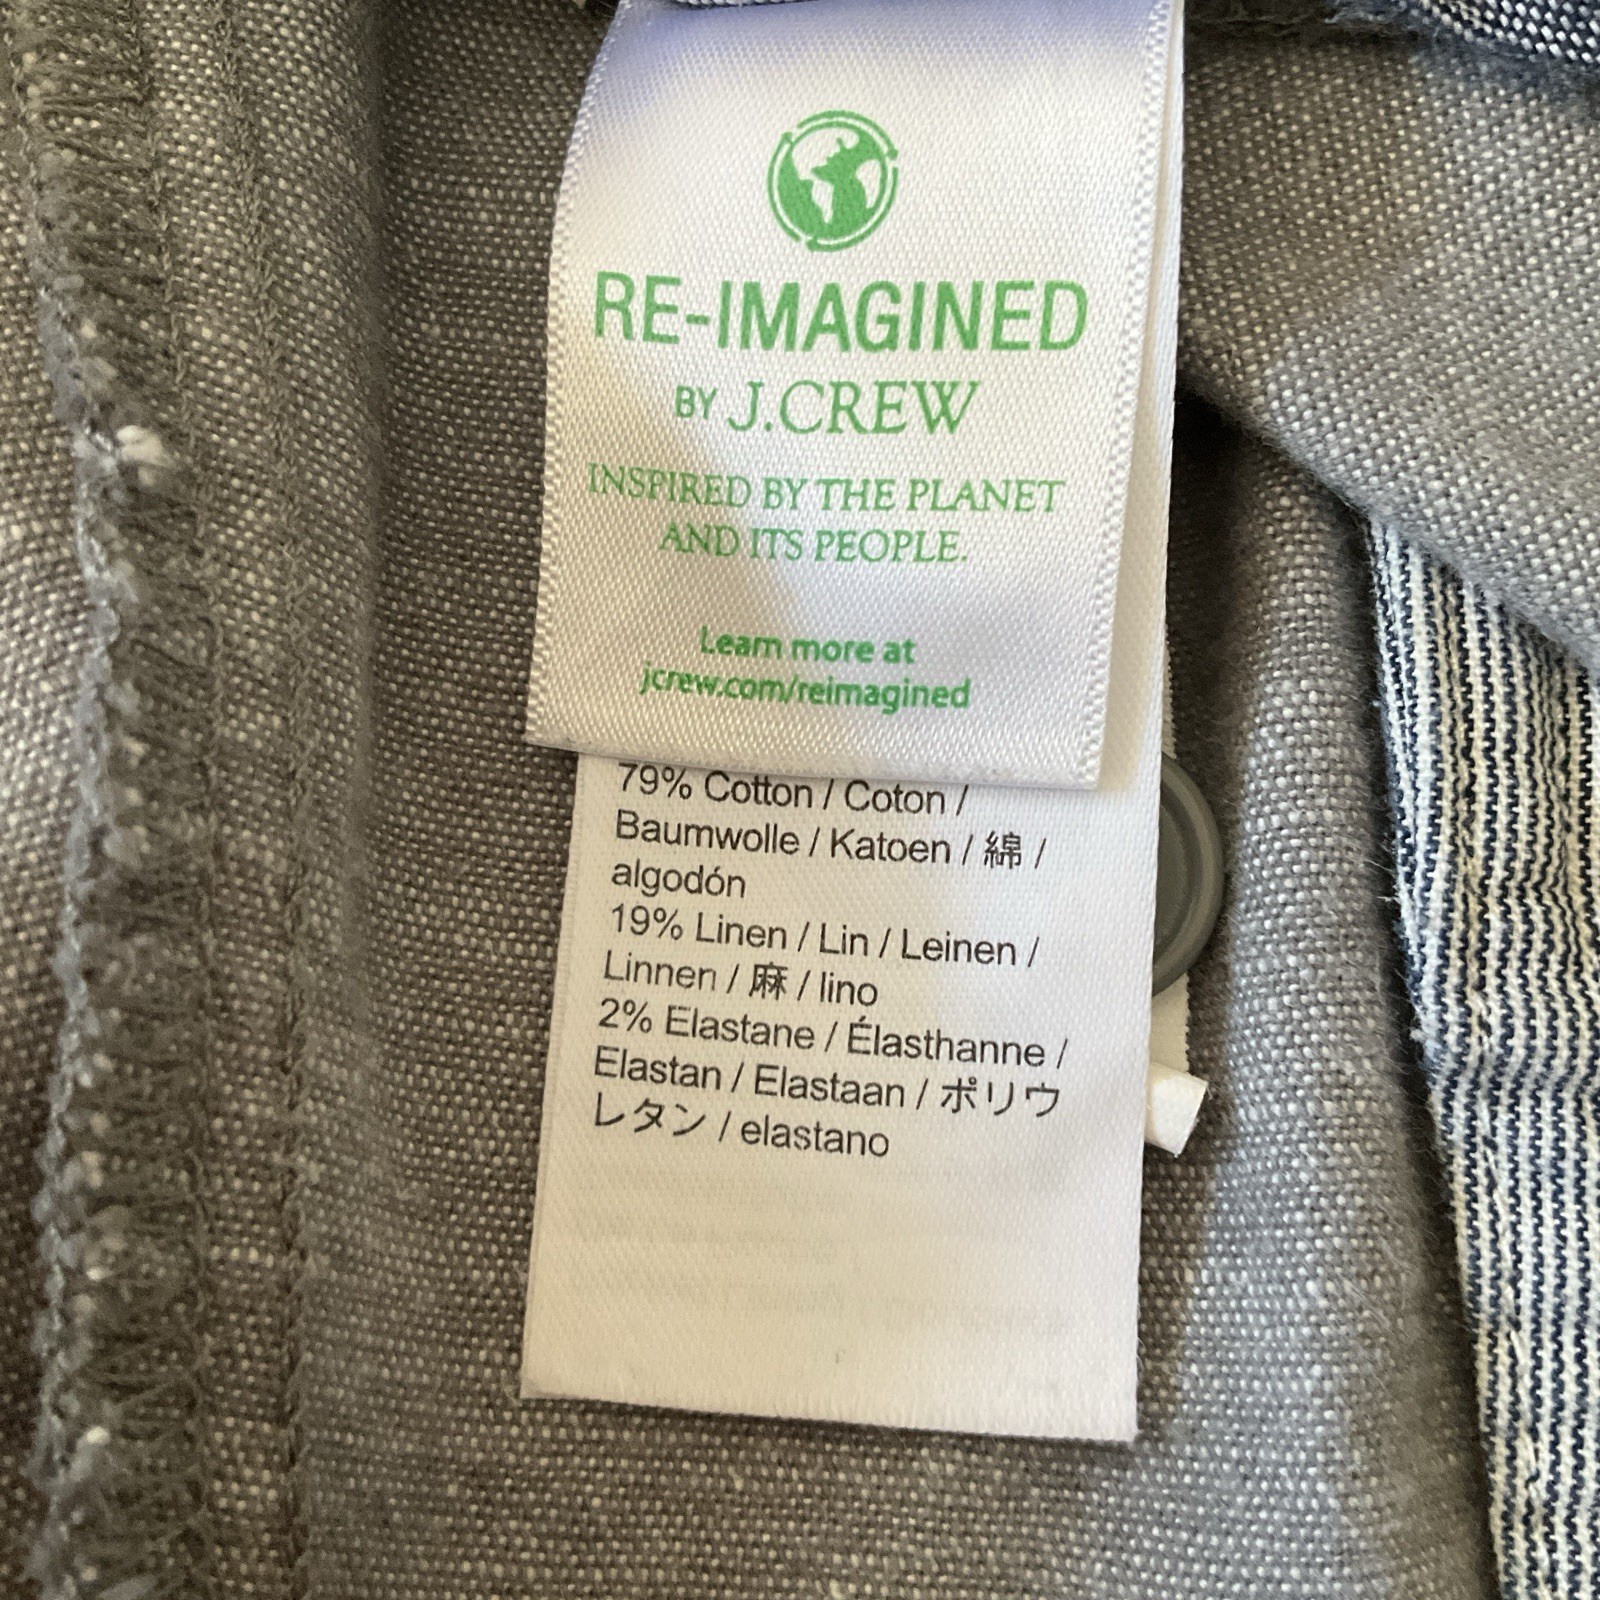 RE-IMAGINED
BY J.CREW
INSPIRED BY THE PLANET
AND ITS PEOPLE.
Learn more at
jcrew.com/reimagined
79% Cotton / Coton /
Baumwolle / Katoen / 綿 /
algodón
19% Linen / Lin / Leinen /
Linnen / 麻 / lino
2% Elastane / Élasthanne /
Elastan / Elastaan / ポリウ
レタン / elastano